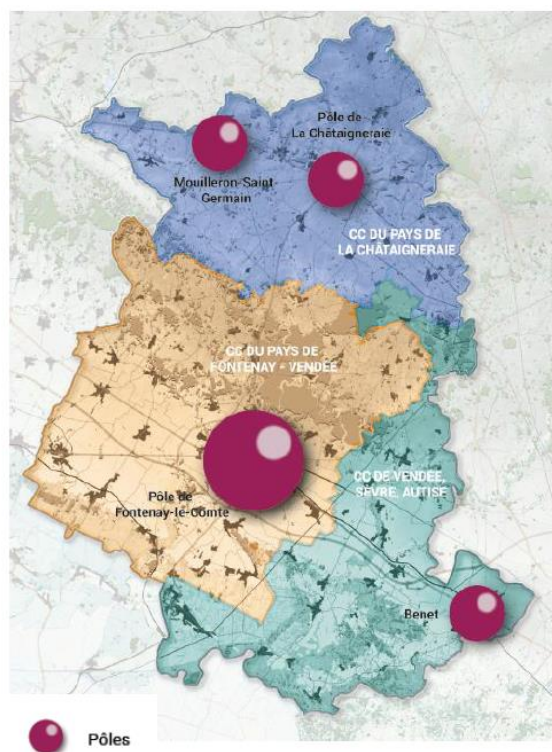 Pôle de
La Châtaigneraie
Mouilleron-Saint-
Germain
CC DU PAYS DE
LA CHÂTAIGNERAIE
CC DU PAYS DE
FONTENAY - VENDÉE
CC DE VENDÉE,
SÈVRE, AUTISE
Pôle de
Fontenay-le-Comte
Benet
Pôles